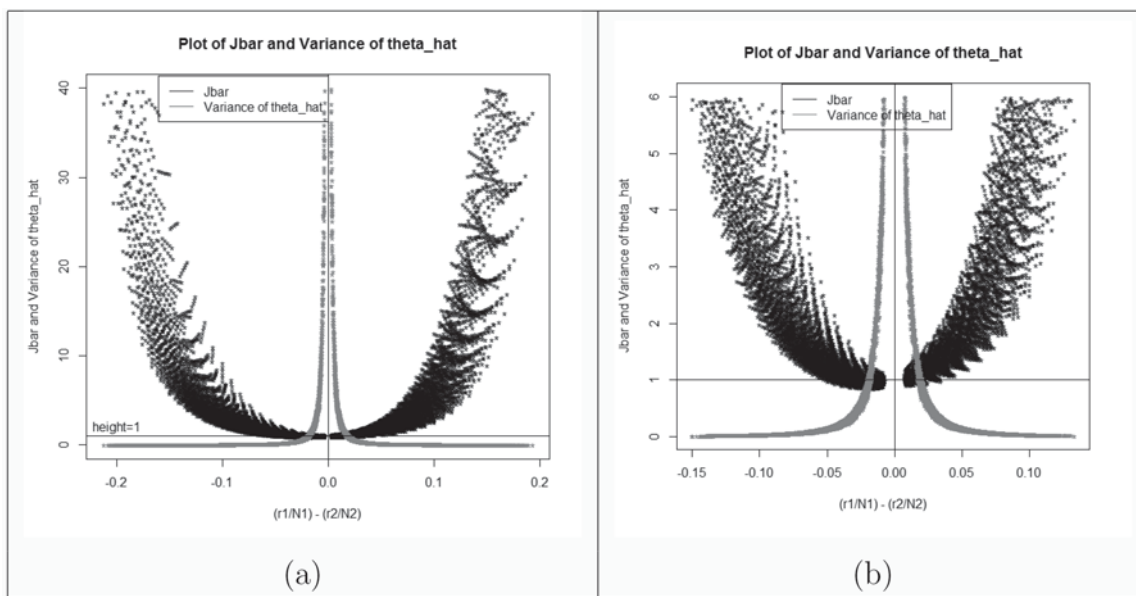 Plot of Jbar and Variance of theta_hat
Jbar
Variance of theta_hat
Jbar and Variance of theta_hat
40
30
20
10
0
height=1
-0.2
-0.1
0.0
0.1
0.2
(r1/N1) - (r2/N2)
(a)
Plot of Jbar and Variance of theta_hat
Jbar
Variance of theta_hat
Jbar and Variance of theta_hat
6
5
4
3
2
1
0
-0.15
-0.10
-0.05
0.00
0.05
0.10
(r1/N1) - (r2/N2)
(b)